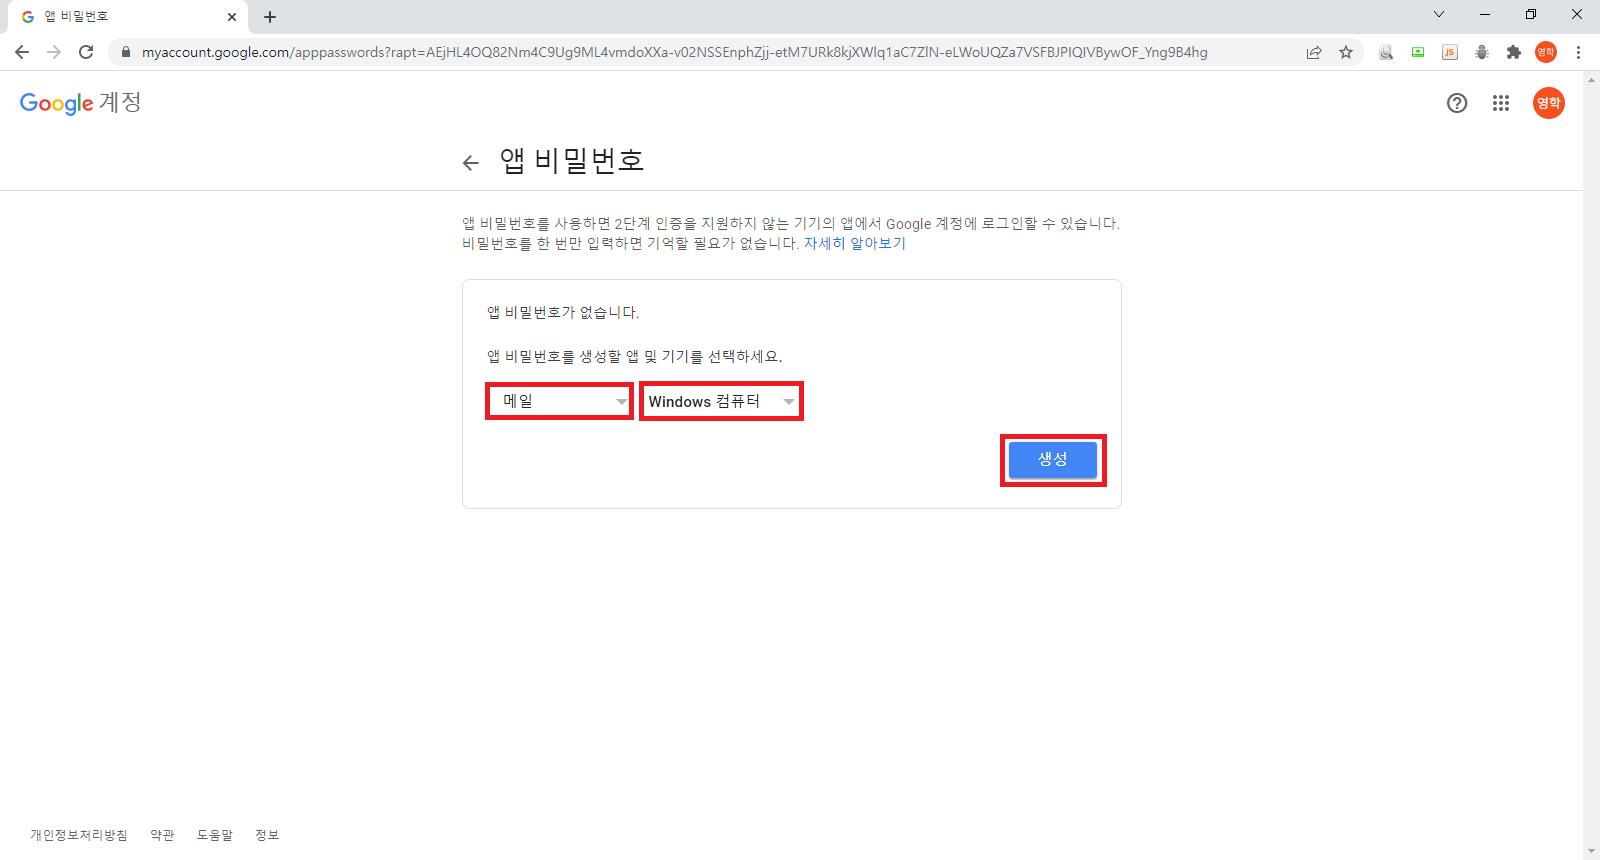 앱 비밀번호
myaccount.google.com/apppasswords?rapt=AEjHL4OQ82Nm4C9Ug9ML4vmdoXXa-v02NSSEnphZjj-etM7URk8kjXWlq1aC7ZlN-eLWoUQZa7VSFBJPIQIVBywOF_Yng9B4hg
JS
영학
Google 계정
영학
앱 비밀번호
앱 비밀번호를 사용하면 2단계 인증을 지원하지 않는 기기의 앱에서 Google 계정에 로그인할 수 있습니다.
비밀번호를 한 번만 입력하면 기억할 필요가 없습니다. 자세히 알아보기
앱 비밀번호가 없습니다.
앱 비밀번호를 생성할 앱 및 기기를 선택하세요.
메일 Windows 컴퓨터
생성
개인정보처리방침 약관 도움말 정보